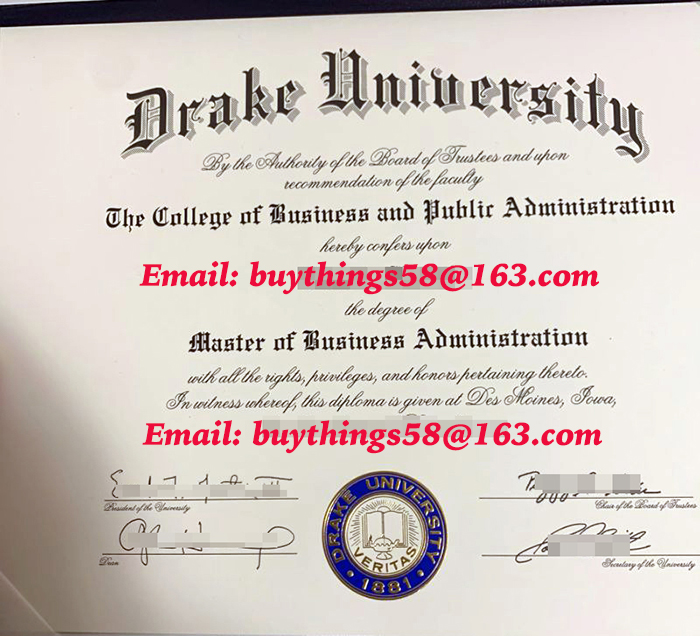 Drake University
By the Authority of the Board of Trustees and upon
recommendation of the faculty
The College of Business and Public Administration
hereby confers upon
Email: buythings58@163.com
the degree of
Master of Business Administration
with all the rights, privileges, and honors pertaining thereto.
In witness whereof, this diploma is given at Des Moines, Iowa,
Email: buythings58@163.com
President of the University
Chair of the Board of Trustees
Dean
Secretary of the University
DRAKE UNIVERSITY
VERITAS
1881